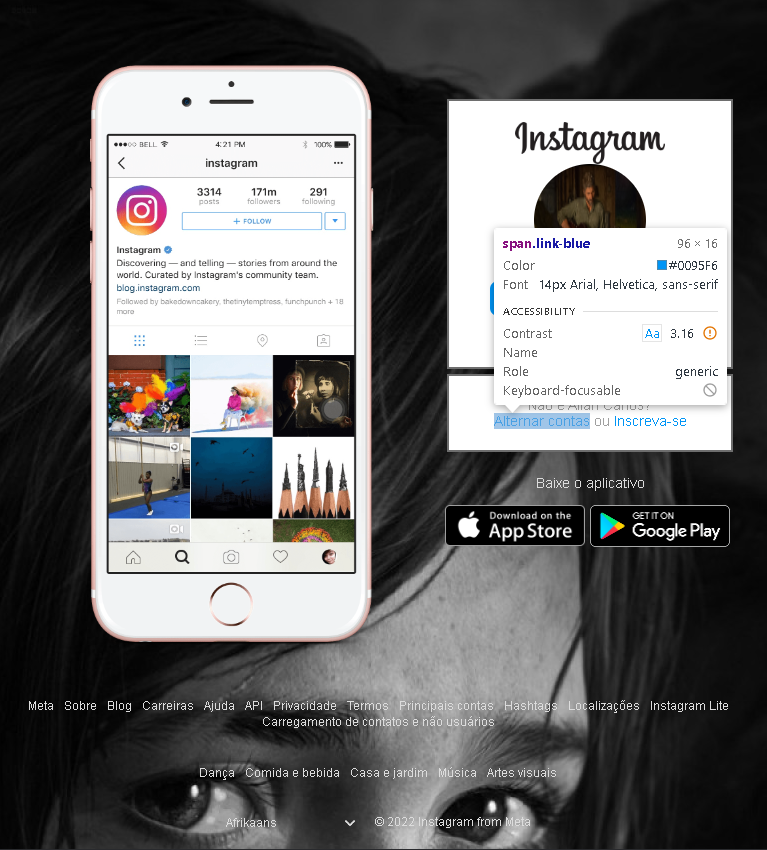 BELL
4:21 PM
100%
instagram
3314
posts
171m
followers
291
following
+ FOLLOW
Instagram
Discovering — and telling — stories from around the
world. Curated by Instagram's community team.
blog.instagram.com
Followed by bakedowncakery, thetinytemptress, funchpunch + 18
more
Instagram
span.link-blue
96 × 16
Color
#0095F6
Font
14px Arial, Helvetica, sans-serif
ACCESSIBILITY
Contrast
Aa
3.16
Name
Role
generic
Keyboard-focusable
Não é Allan Carlos?
Alternar contas ou Inscreva-se
Baixe o aplicativo
Download on the
App Store
GET IT ON
Google Play
Meta Sobre Blog Carreiras Ajuda API Privacidade Termos Principais contas Hashtags Localizações Instagram Lite
Carregamento de contatos e não usuários
Dança Comida e bebida Casa e jardim Música Artes visuais
Afrikaans
© 2022 Instagram from Meta